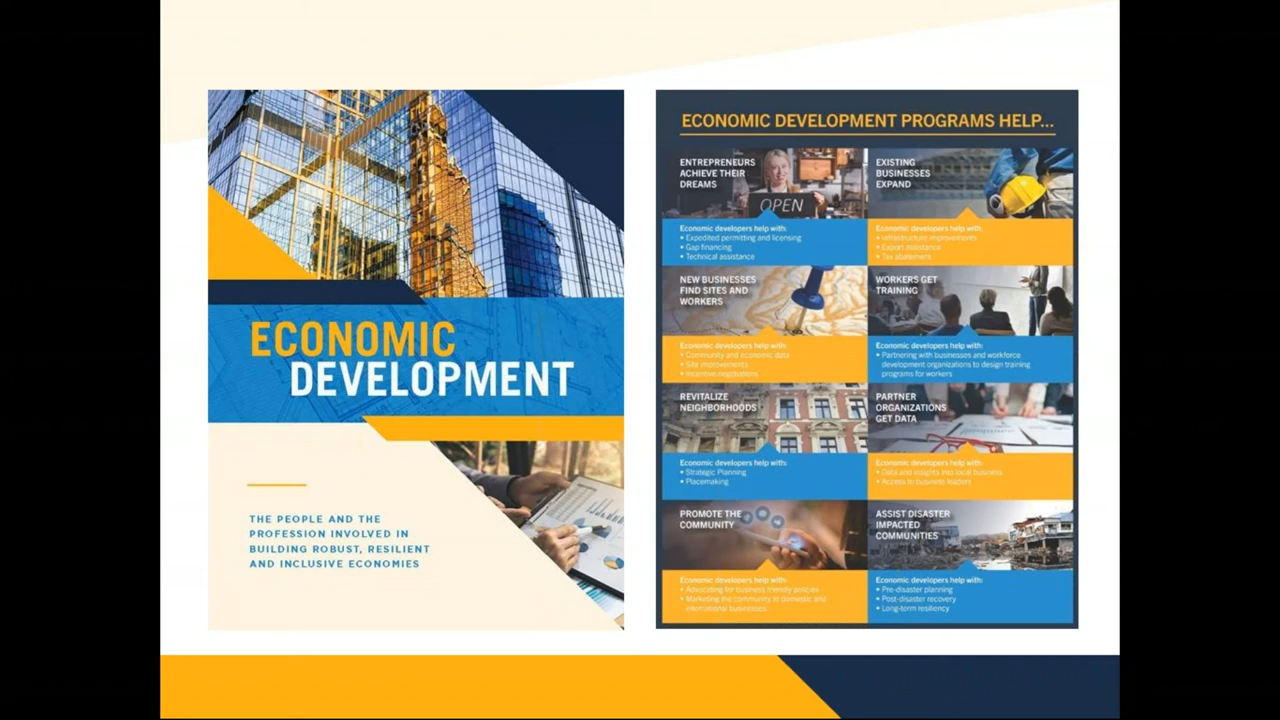 ECONOMIC
DEVELOPMENT
THE PEOPLE AND THE
PROFESSION INVOLVED IN
BUILDING ROBUST, RESILIENT
AND INCLUSIVE ECONOMIES
ECONOMIC DEVELOPMENT PROGRAMS HELP...
ENTREPRENEURS
ACHIEVE THEIR
DREAMS
OPEN
Economic developers help with:
• Expedited permitting and licensing
• Gap financing
• Technical assistance
EXISTING
BUSINESSES
EXPAND
Economic developers help with:
• Infrastructure improvements
• Export assistance
• Tax abatement
NEW BUSINESSES
FIND SITES AND
WORKERS
Economic developers help with:
• Community and economic data
• Site improvements
• Incentive negotiations
WORKERS GET
TRAINING
Economic developers help with:
• Partnering with businesses and workforce
development organizations to design training
programs for workers
REVITALIZE
NEIGHBORHOODS
Economic developers help with:
• Strategic Planning
• Placemaking
PARTNER
ORGANIZATIONS
GET DATA
Economic developers help with:
• Data and insights into local business
• Access to business leaders
PROMOTE THE
COMMUNITY
Economic developers help with:
• Advocating for business friendly policies
• Marketing the community to domestic and
international businesses
ASSIST DISASTER
IMPACTED
COMMUNITIES
Economic developers help with:
• Pre-disaster planning
• Post-disaster recovery
• Long-term resiliency